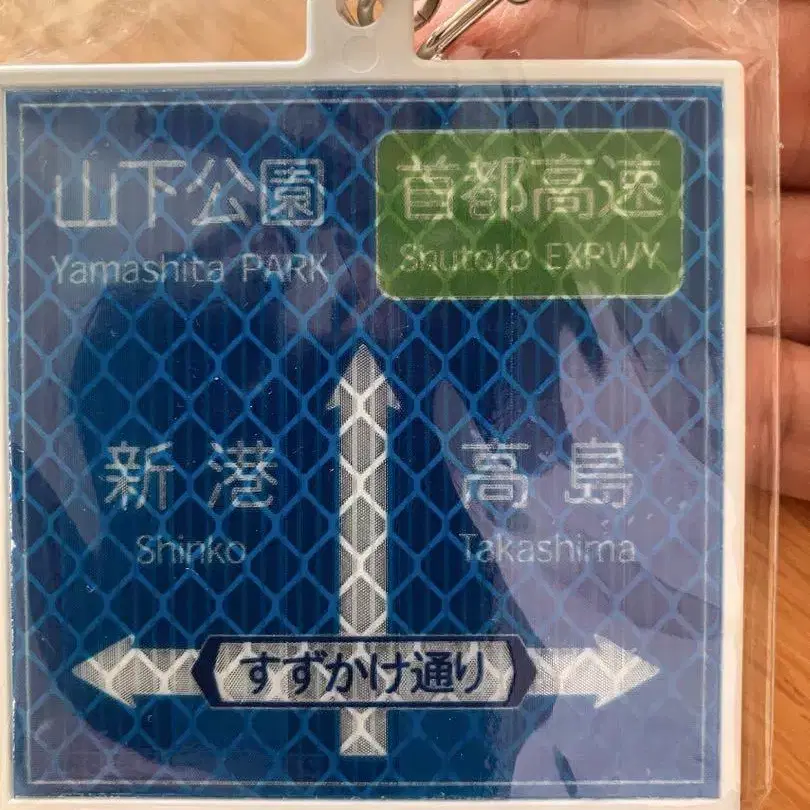 山下公園
Yamashita PARK
首都高速
Shutoko EXPWY
新港
Shinko
高島
Takashima
すずかけ通り